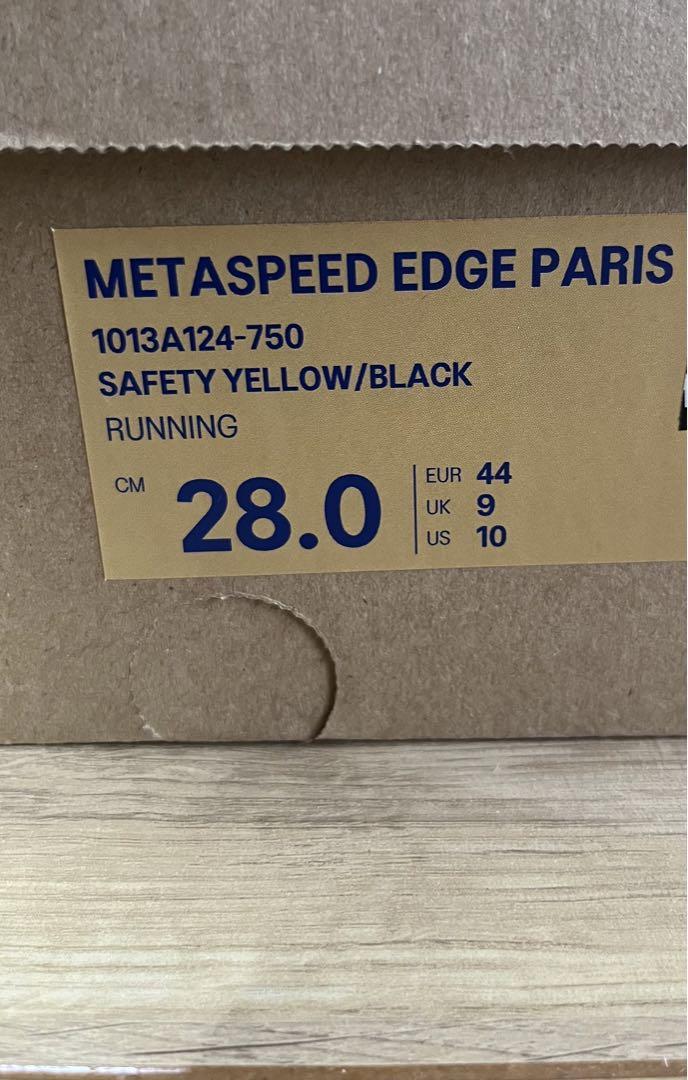 METASPEED EDGE PARIS
1013A124-750
SAFETY YELLOW/BLACK
RUNNING
CM 28.0
EUR 44
UK 9
US 10